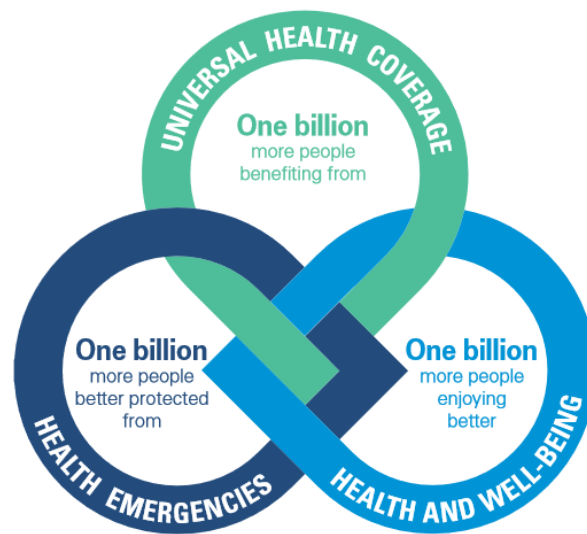 UNIVERSAL HEALTH COVERAGE
One billion
more people
benefiting from
One billion
more people
better protected
from
HEALTH EMERGENCIES
One billion
more people
enjoying
better
HEALTH AND WELL-BEING